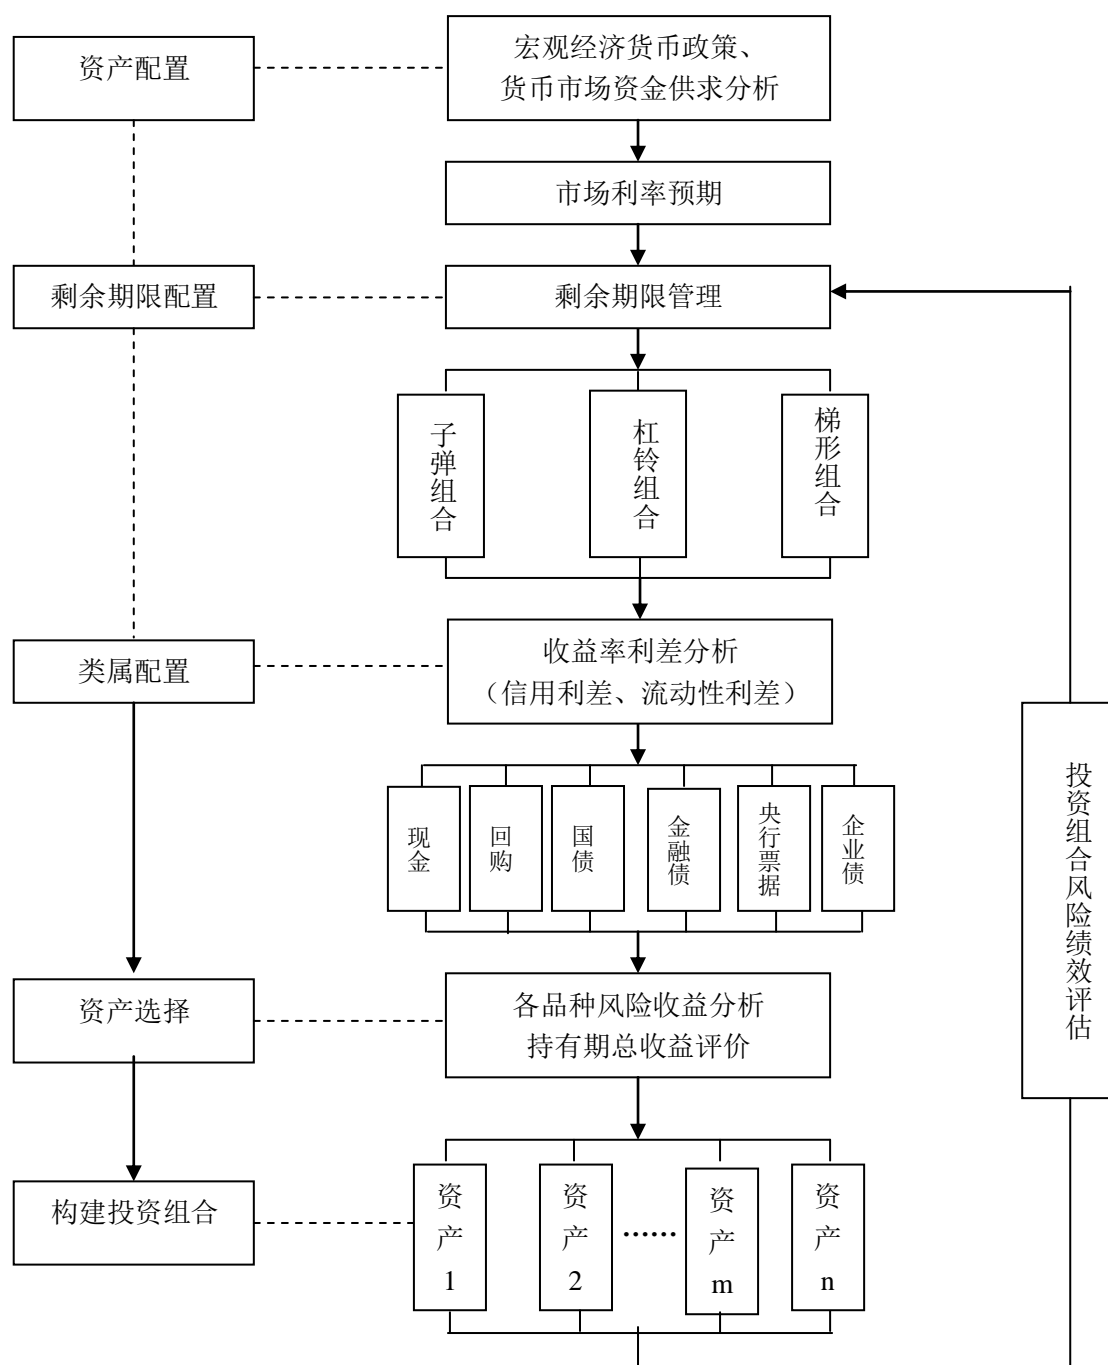 资产配置
宏观经济货币政策、
货币市场资金供求分析
市场利率预期
剩余期限配置
剩余期限管理
子弹组合
杠铃组合
梯形组合
类属配置
收益率利差分析
（信用利差、流动性利差）
现金
回购
国债
金融债
央行票据
企业债
投资组合风险绩效评估
资产选择
各品种风险收益分析
持有期总收益评价
构建投资组合
资产1
资产2
……
资产m
资产n